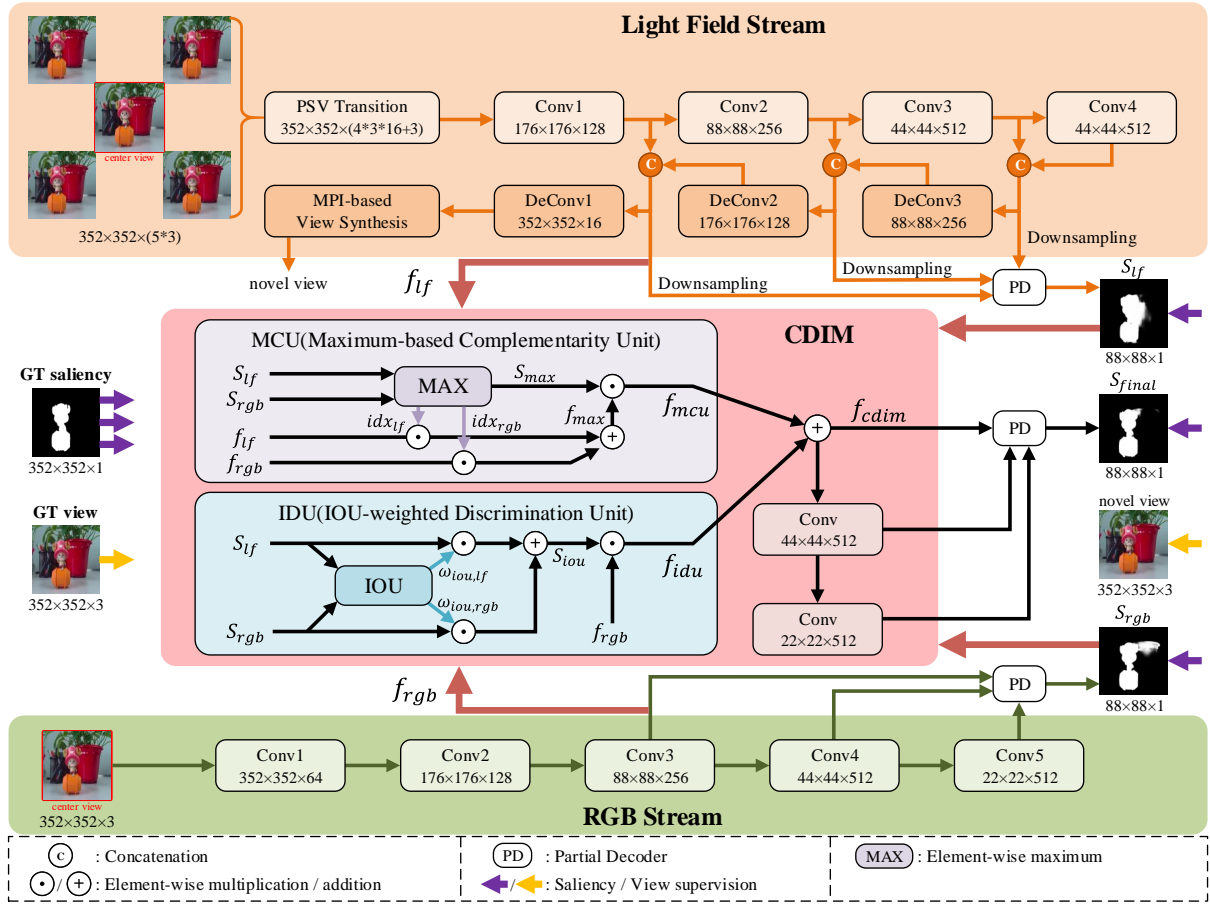 Light Field Stream
center view
352×352×(5*3)
PSV Transition
352×352×(4*3*16+3)
Conv1
176×176×128
Conv2
88×88×256
Conv3
44×44×512
Conv4
44×44×512
C
C
C
MPI-based
View Synthesis
DeConv1
352×352×16
DeConv2
176×176×128
DeConv3
88×88×256
novel view
Downsampling
Downsampling
Downsampling
PD
S_lf
88×88×1
f_lf
CDIM
MCU(Maximum-based Complementarity Unit)
S_lf
S_rgb
MAX
S_max
idx_lf
idx_rgb
f_max
f_lf
f_rgb
f_mcu
f_cdim
PD
S_final
88×88×1
GT saliency
352×352×1
GT view
352×352×3
IDU(IOU-weighted Discrimination Unit)
S_lf
IOU
ω_iou,lf
ω_iou,rgb
S_iou
S_rgb
f_rgb
f_idu
Conv
44×44×512
Conv
22×22×512
novel view
352×352×3
S_rgb
88×88×1
PD
f_rgb
center view
352×352×3
Conv1
352×352×64
Conv2
176×176×128
Conv3
88×88×256
Conv4
44×44×512
Conv5
22×22×512
RGB Stream
C : Concatenation
/ : Element-wise multiplication / addition
PD : Partial Decoder
/ : Saliency / View supervision
MAX : Element-wise maximum